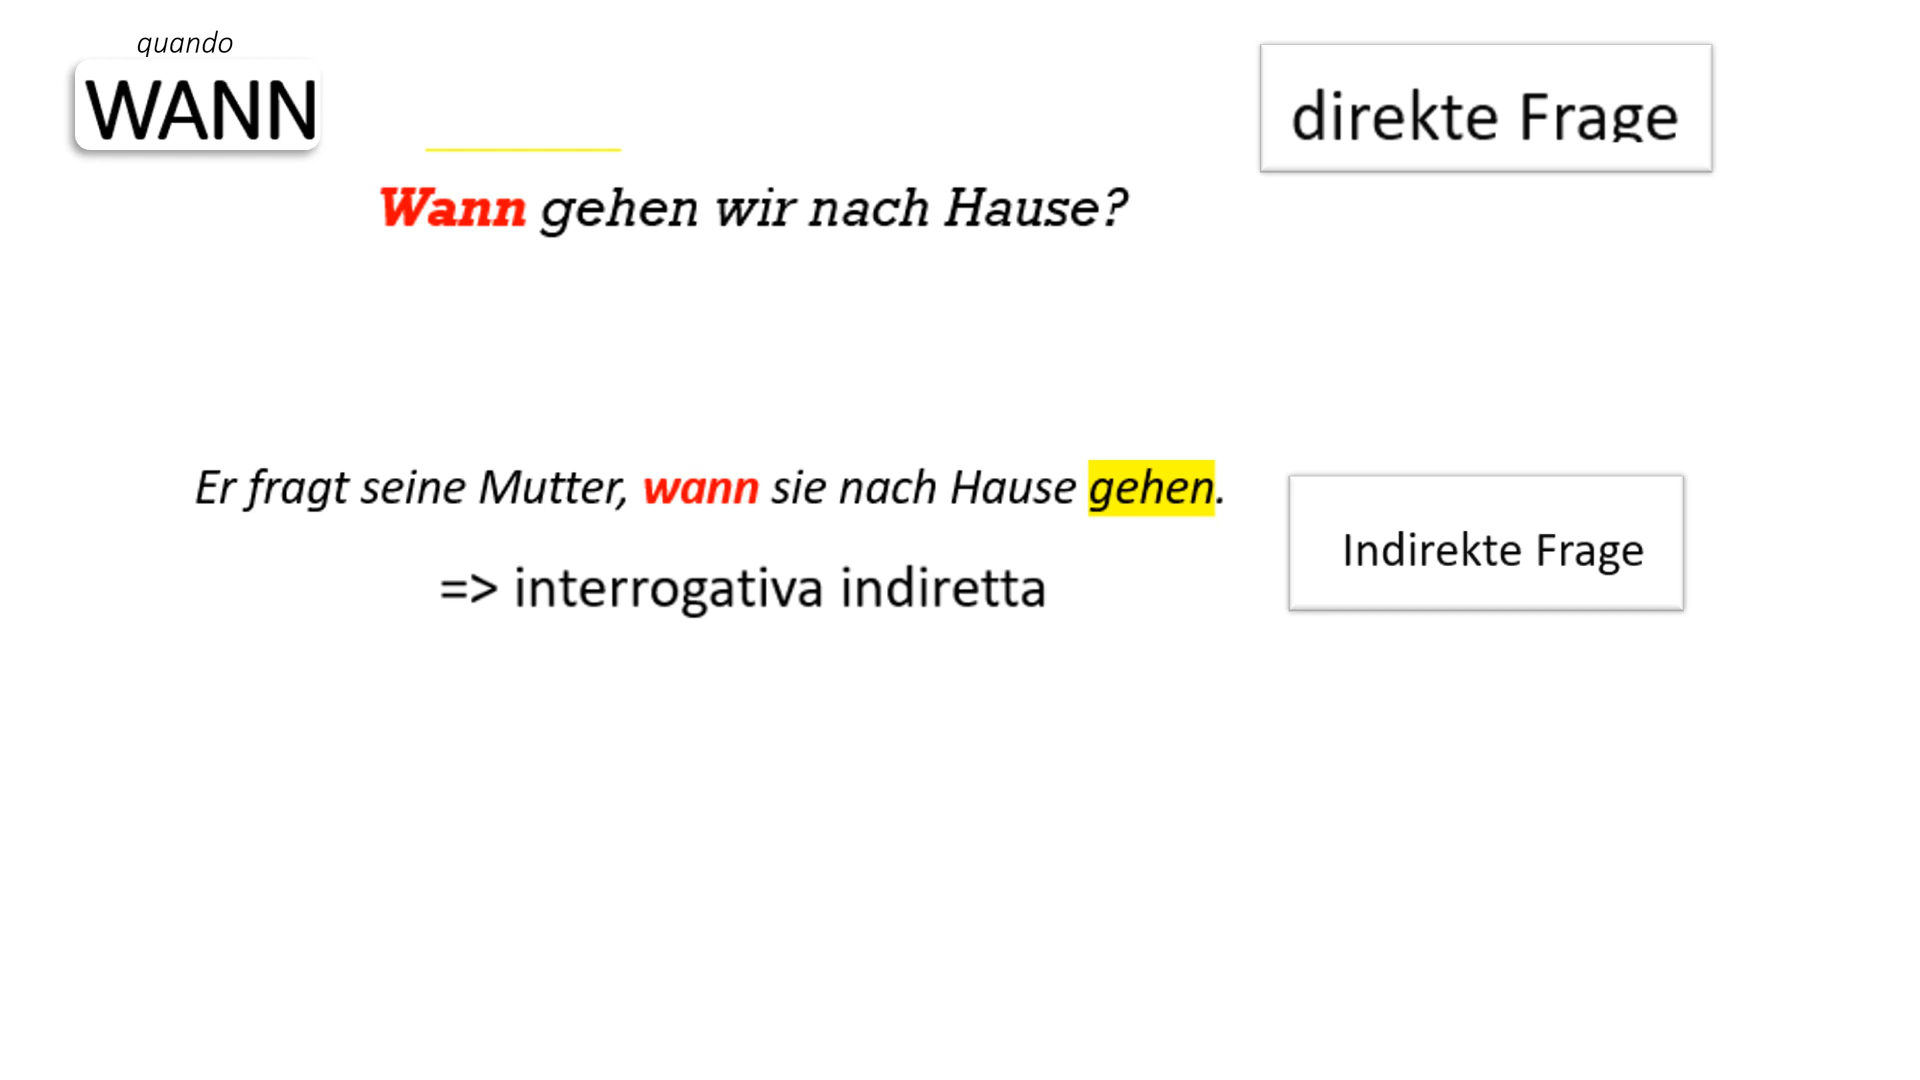 quando
WANN
direkte Frage
Wann gehen wir nach Hause?
Er fragt seine Mutter, wann sie nach Hause gehen.
Indirekte Frage
=> interrogativa indiretta